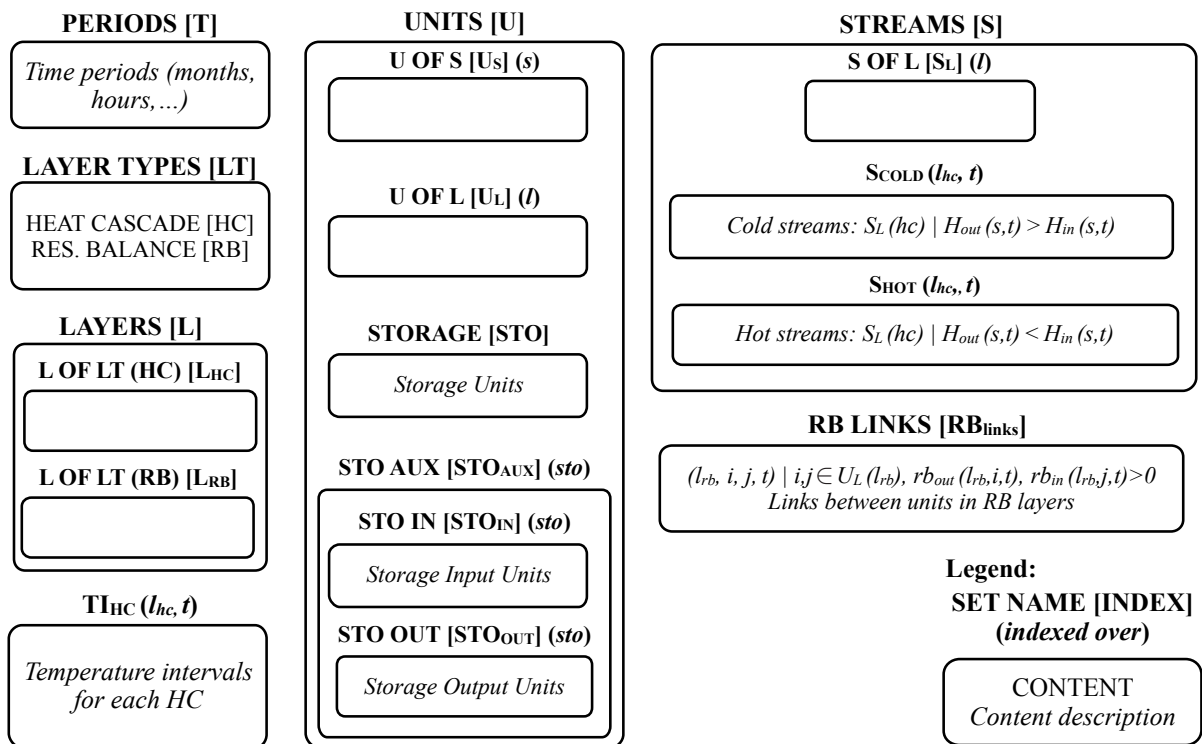 PERIODS [T]
Time periods (months,
hours,...)
LAYER TYPES [LT]
HEAT CASCADE [HC]
RES. BALANCE [RB]
LAYERS [L]
L OF LT (HC) [LHC]
L OF LT (RB) [LRB]
TIHC (lhc, t)
Temperature intervals
for each HC
UNITS [U]
U OF S [US] (s)
U OF L [UL] (l)
STORAGE [STO]
Storage Units
STO AUX [STOAUX] (sto)
STO IN [STOIN] (sto)
Storage Input Units
STO OUT [STOOUT] (sto)
Storage Output Units
STREAMS [S]
S OF L [SL] (l)
SCOLD (lhc, t)
Cold streams: SL (hc) | Hout (s,t) > Hin (s,t)
SHOT (lhc,, t)
Hot streams: SL (hc) | Hout (s,t) < Hin (s,t)
RB LINKS [RBlinks]
(lrb, i, j, t) | i,j ∈ UL (lrb), rbout (lrb,i,t), rbin (lrb,j,t)>0
Links between units in RB layers
Legend:
SET NAME [INDEX]
(indexed over)
CONTENT
Content description